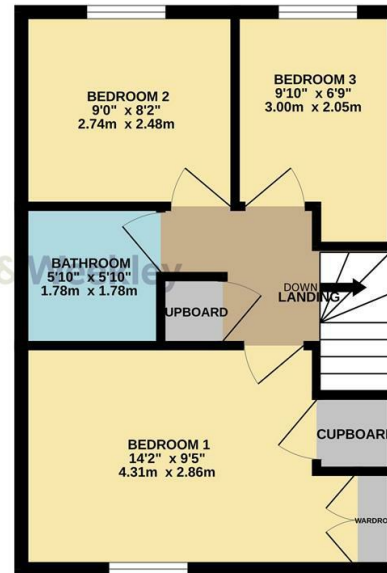 BEDROOM 2
9'0" x 8'2"
2.74m x 2.48m
BEDROOM 3
9'10" x 6'9"
3.00m x 2.05m
& Weekley
BATHROOM
5'10" x 5'10"
1.78m x 1.78m
UPBOARD
DOWN
LANDING
BEDROOM 1
14'2" x 9'5"
4.31m x 2.86m
CUPBOARD
WARDRO